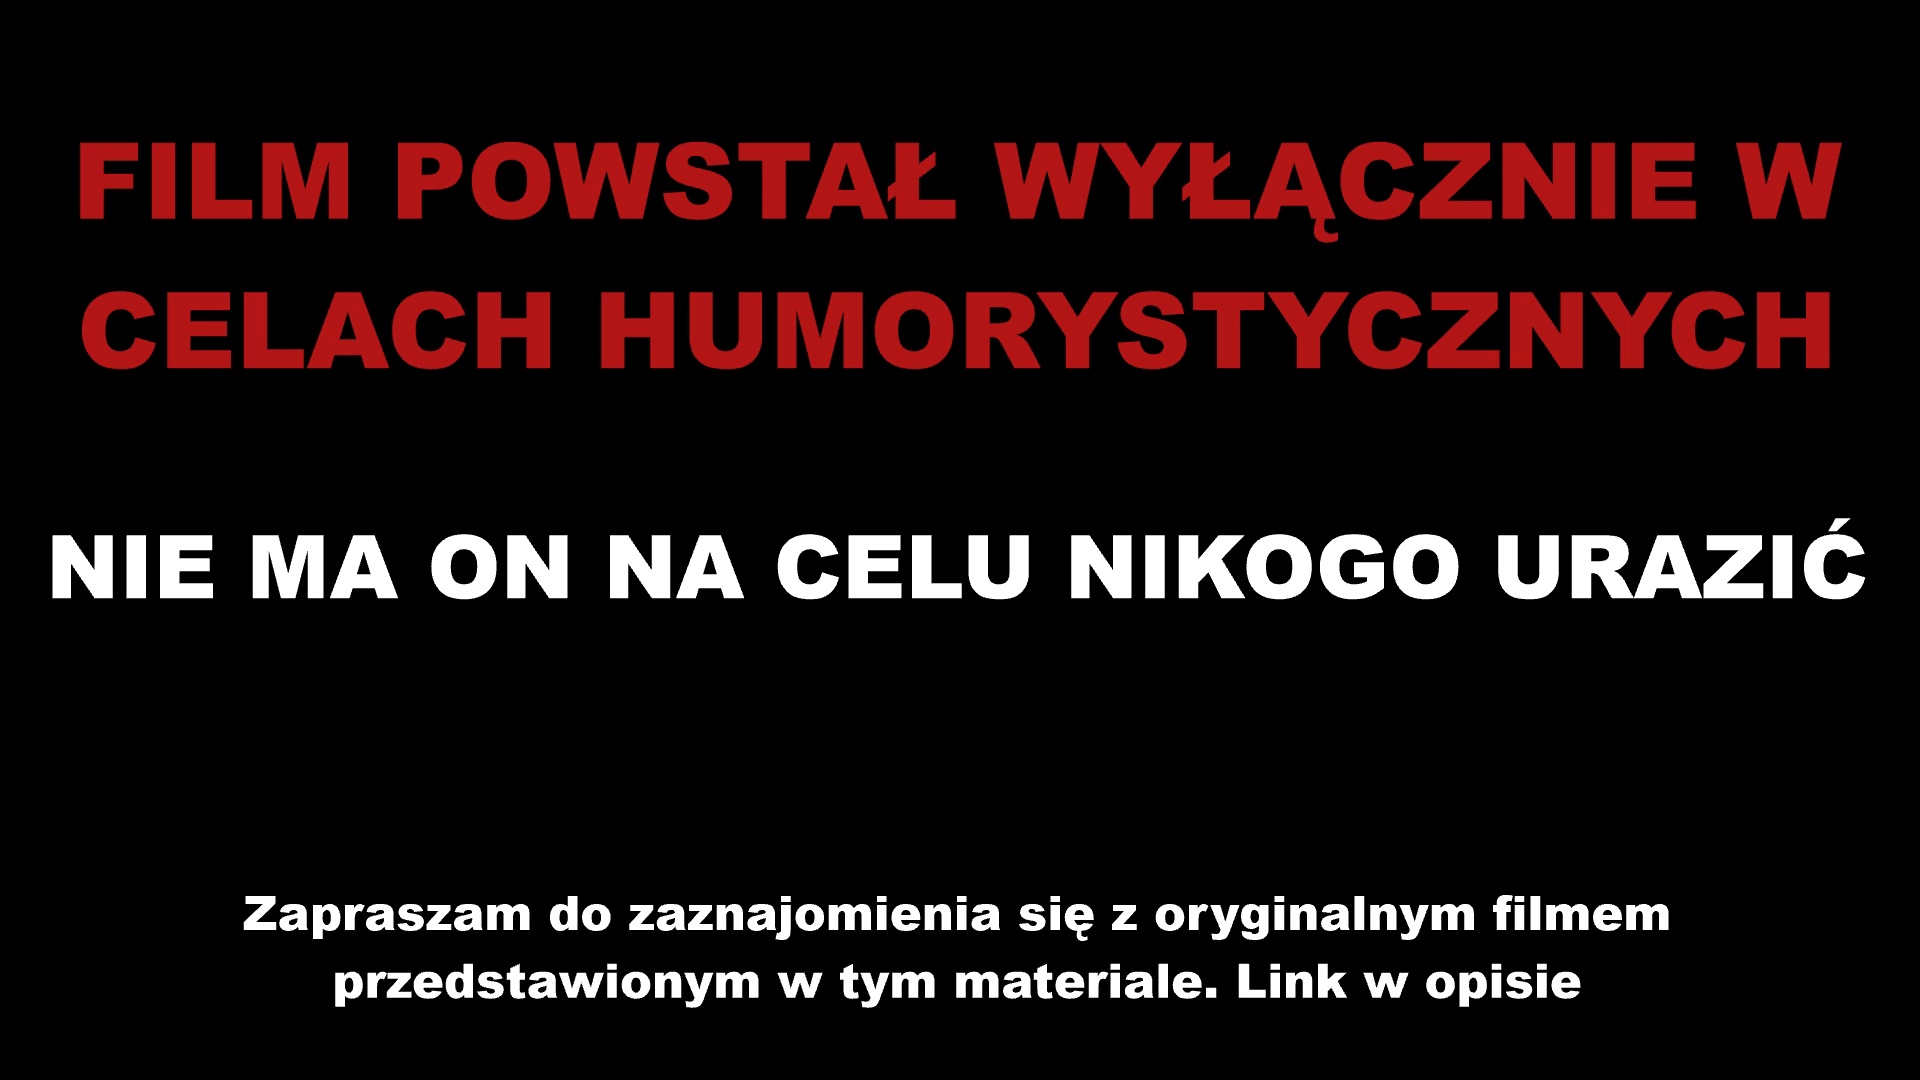 FILM POWSTAŁ WYŁĄCZNIE W
CELACH HUMORYSTYCZNYCH
NIE MA ON NA CELU NIKOGO URAZIĆ
Zapraszam do zaznajomienia się z oryginalnym filmem
przedstawionym w tym materiale. Link w opisie